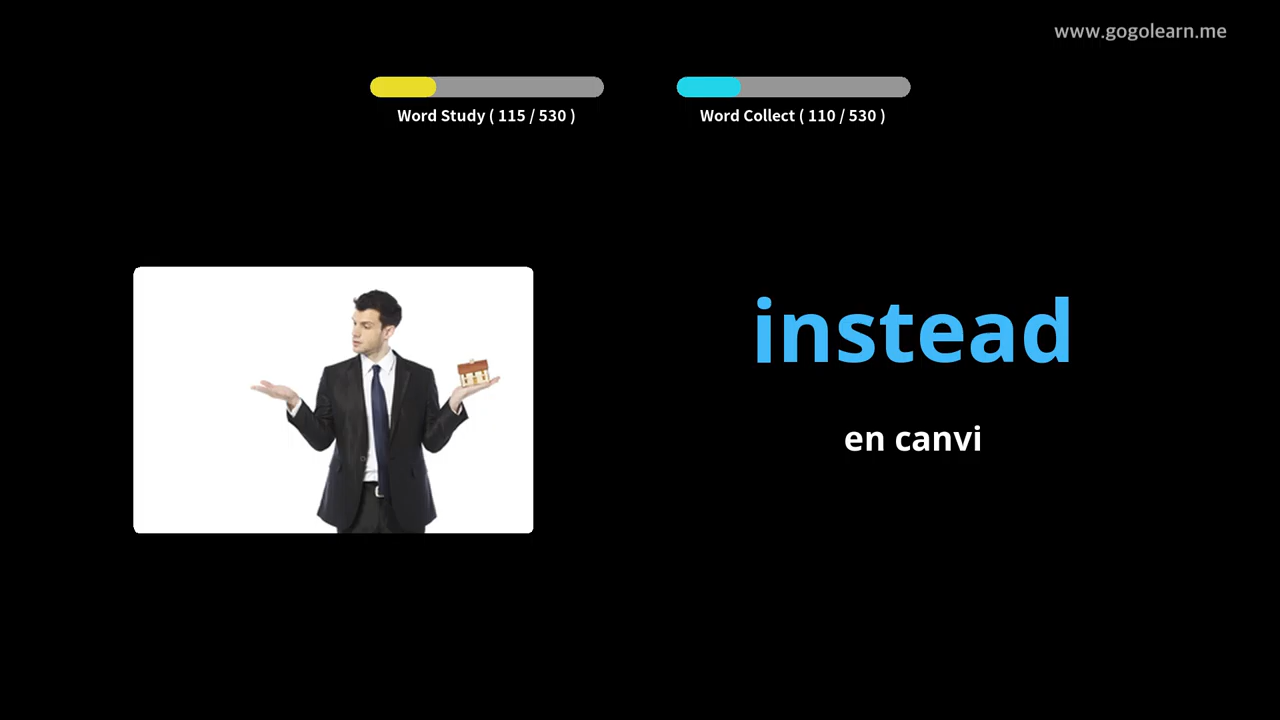 www.gogolearn.me
Word Study ( 115 / 530 )
Word Collect ( 110 / 530 )
instead
en canvi